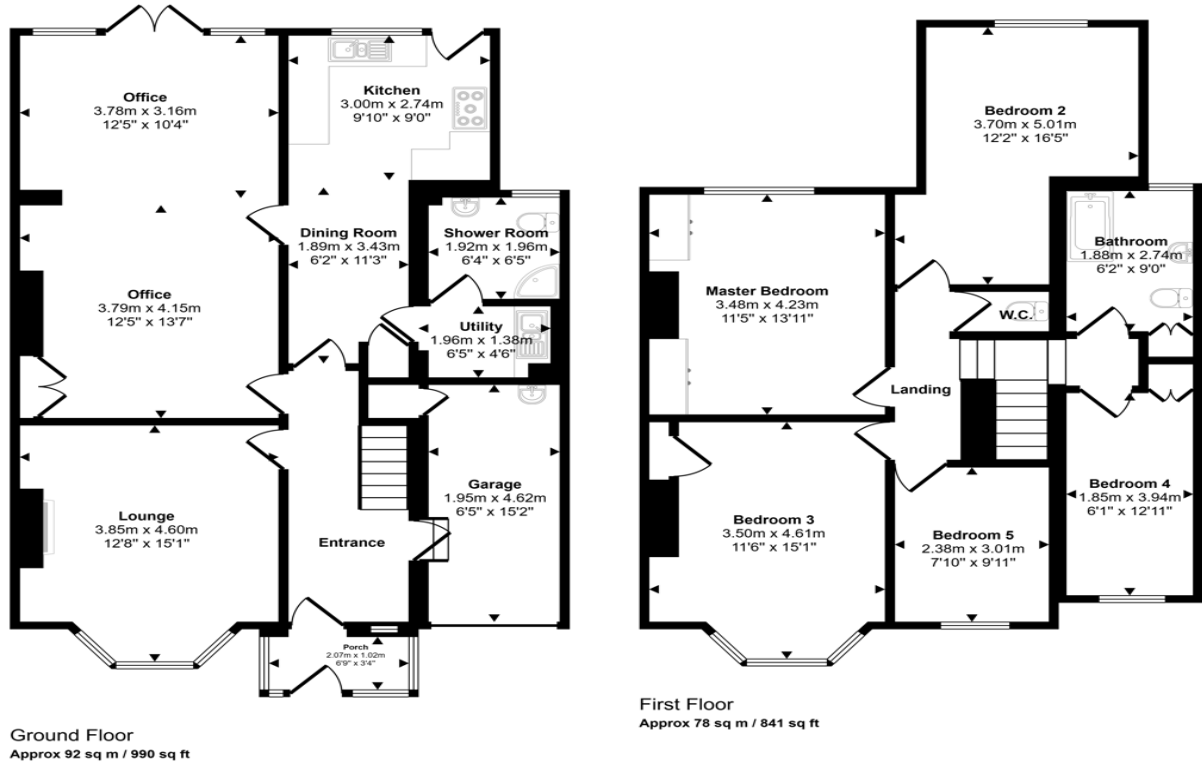 Office
3.78m x 3.16m
12'5" x 10'4"
Kitchen
3.00m x 2.74m
9'10" x 9'0"
Dining Room
1.89m x 3.43m
6'2" x 11'3"
Shower Room
1.92m x 1.96m
6'4" x 6'5"
Office
3.79m x 4.15m
12'5" x 13'7"
Utility
1.96m x 1.38m
6'5" x 4'6"
Lounge
3.85m x 4.60m
12'8" x 15'1"
Entrance
Garage
1.95m x 4.62m
6'5" x 15'2"
Porch
2.07m x 1.02m
6'9" x 3'4"
Ground Floor
Approx 92 sq m / 990 sq ft
Bedroom 2
3.70m x 5.01m
12'2" x 16'5"
Master Bedroom
3.48m x 4.23m
11'5" x 13'11"
Bathroom
1.88m x 2.74m
6'2" x 9'0"
W.C.
Landing
Bedroom 3
3.50m x 4.61m
11'6" x 15'1"
Bedroom 5
2.38m x 3.01m
7'10" x 9'11"
Bedroom 4
1.85m x 3.94m
6'1" x 12'11"
First Floor
Approx 78 sq m / 841 sq ft